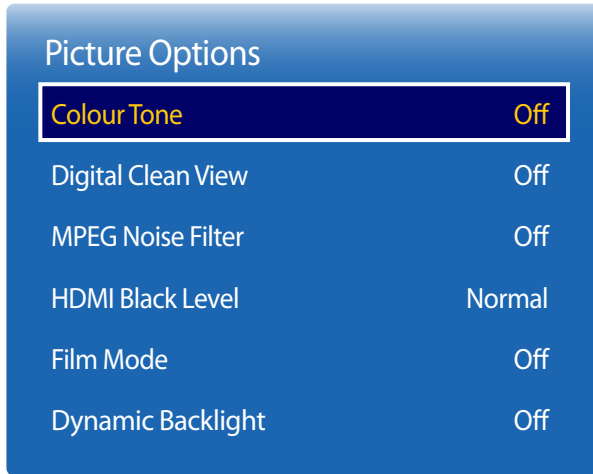 Picture Options
Colour Tone Off
Digital Clean View Off
MPEG Noise Filter Off
HDMI Black Level Normal
Film Mode Off
Dynamic Backlight Off